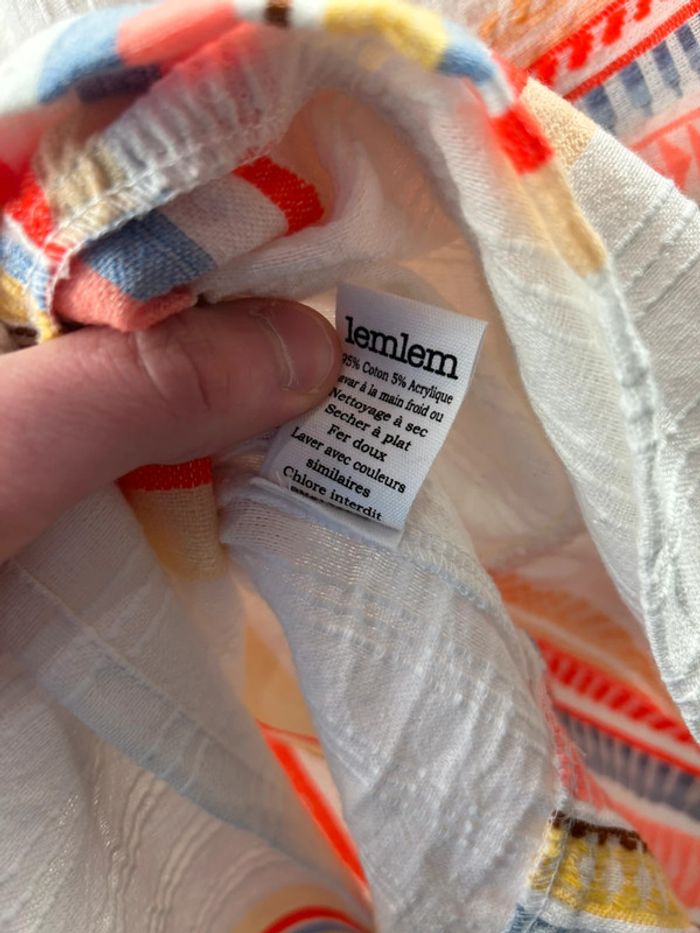 lemlem
95% Coton 5% Acrylique
avar à la main froid ou
Nettoyage à sec
Secher à plat
Fer doux
Laver avec couleurs
similaires
Chlore interdit